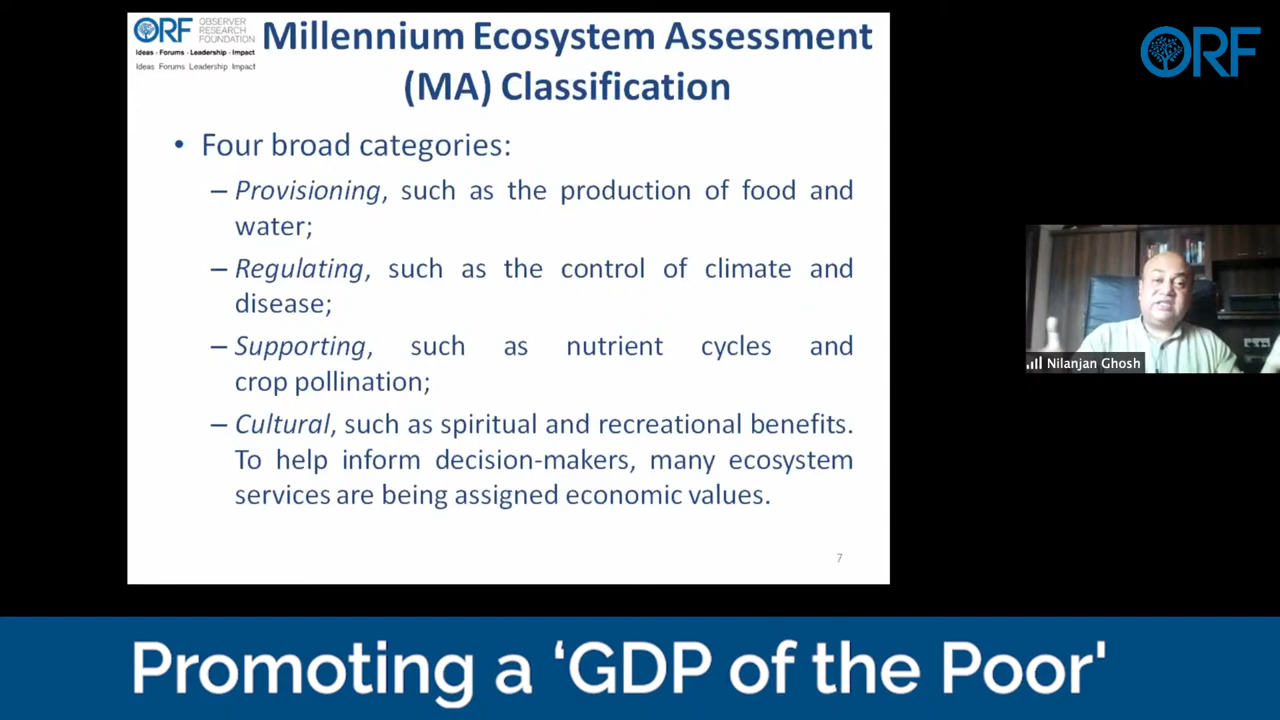 ORF
OBSERVER
RESEARCH
FOUNDATION
Ideas · Forums · Leadership · Impact
Ideas Forums Leadership Impact
Millennium Ecosystem Assessment
(MA) Classification
• Four broad categories:
– Provisioning, such as the production of food and
water;
– Regulating, such as the control of climate and
disease;
– Supporting, such as nutrient cycles and
crop pollination;
– Cultural, such as spiritual and recreational benefits.
To help inform decision-makers, many ecosystem
services are being assigned economic values.
7
ORF
Nilanjan Ghosh
Promoting a ‘GDP of the Poor'